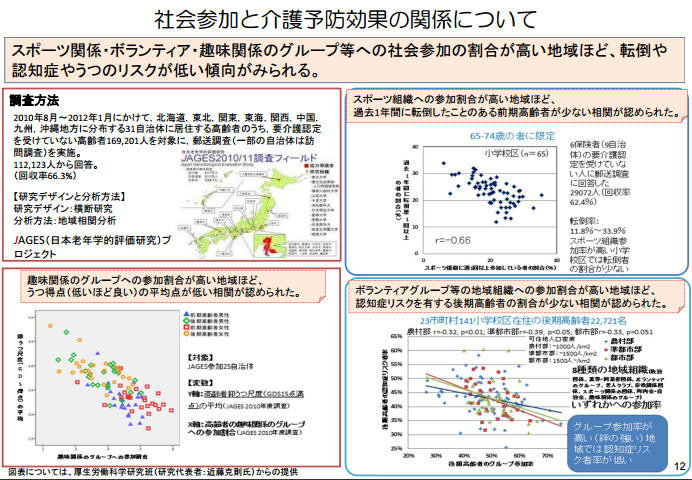 社会参加と介護予防効果の関係について
スポーツ関係・ボランティア・趣味関係のグループ等への社会参加の割合が高い地域ほど、転倒や
認知症やうつのリスクが低い傾向がみられる。
調査方法
2010年8月～2012年1月にかけて、北海道、東北、関東、東海、関西、中国、
九州、沖縄地方に分布する31自治体に居住する高齢者のうち、要介護認定
を受けていない高齢者169,201人を対象に、郵送調査（一部の自治体は訪
問調査）を実施。
112,123人から回答。
（回収率66.3%）
【研究デザインと分析方法】
研究デザイン：横断研究
分析方法：地域相関分析
JAGES（日本老年学的評価研究）プ
ロジェクト
JAGES2010/11調査フィールド
スポーツ組織への参加割合が高い地域ほど、
過去1年間に転倒したことのある前期高齢者が少ない相関が認められた。
65-74歳の者に限定
小学校区（n=65）
40
30
20
10
0
r=-0.66
0
20
40
スポーツ組織に週1回以上参加している者の割合(%)
6保険者（9自治
体）の要介護認
定を受けていな
い人に郵送調査
に回答した
29072人（回収率
62.4%）
転倒率:
11.8%～33.9%
スポーツ組織参
加率が高い小学
校区では転倒者
の割合が少ない
趣味関係のグループへの参加割合が高い地域ほど、
うつ得点（低いほど良い）の平均点が低い相関が認められた。
前期高齢者男性
後期高齢者男性
前期高齢者女性
後期高齢者女性
趣味関係のグループへの参加割合
【対象】
JAGES参加25自治体
【変数】
Y軸：高齢者抑うつ尺度（GDS15点満
点）の平均（JAGES 2010年度調査）
X軸：高齢者の趣味関係のグループ
への参加割合（JAGES 2010年度調査）
ボランティアグループ等の地域組織への参加割合が高い地域ほど、
認知症リスクを有する後期高齢者の割合が少ない相関が認められた。
23市町村141小学校区在住の後期高齢者22,721名
農村部 r=-0.32, p<0.01; 準都市部r=-0.39, p<0.05; 都市部r=-0.33, p=0.051
可住地人口密度
農村部：~1000人/km2
準都市部：~1500人/km2
都市部：1500人/km2~
農村部
準都市部
都市部
65%
60%
55%
50%
45%
40%
35%
30%
25%
20%
30%
40%
50%
60%
70%
後期高齢者のグループ参加率
後期高齢者の認知症リスク者率
8種類の地域組織
いずれかへの参加率
グループ参加率が
高い（絆の強い）地
域では認知症リス
ク者率が低い
図表については、厚生労働科学研究班（研究代表者：近藤克則氏）からの提供
12